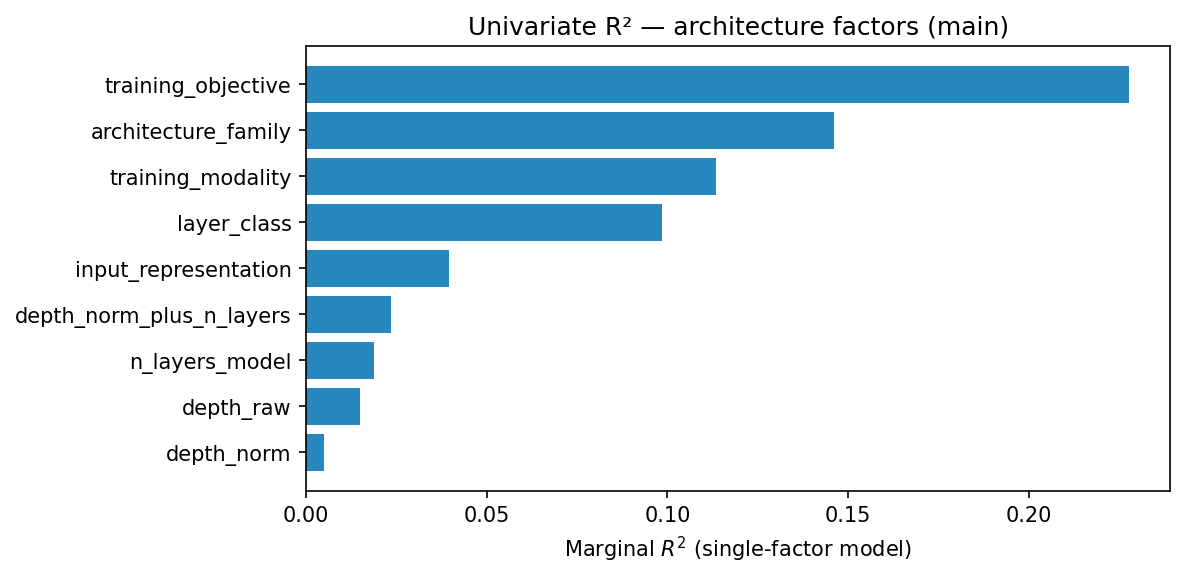 Univariate R² — architecture factors (main)
training_objective
architecture_family
training_modality
layer_class
input_representation
depth_norm_plus_n_layers
n_layers_model
depth_raw
depth_norm
0.00 0.05 0.10 0.15 0.20
Marginal R² (single-factor model)